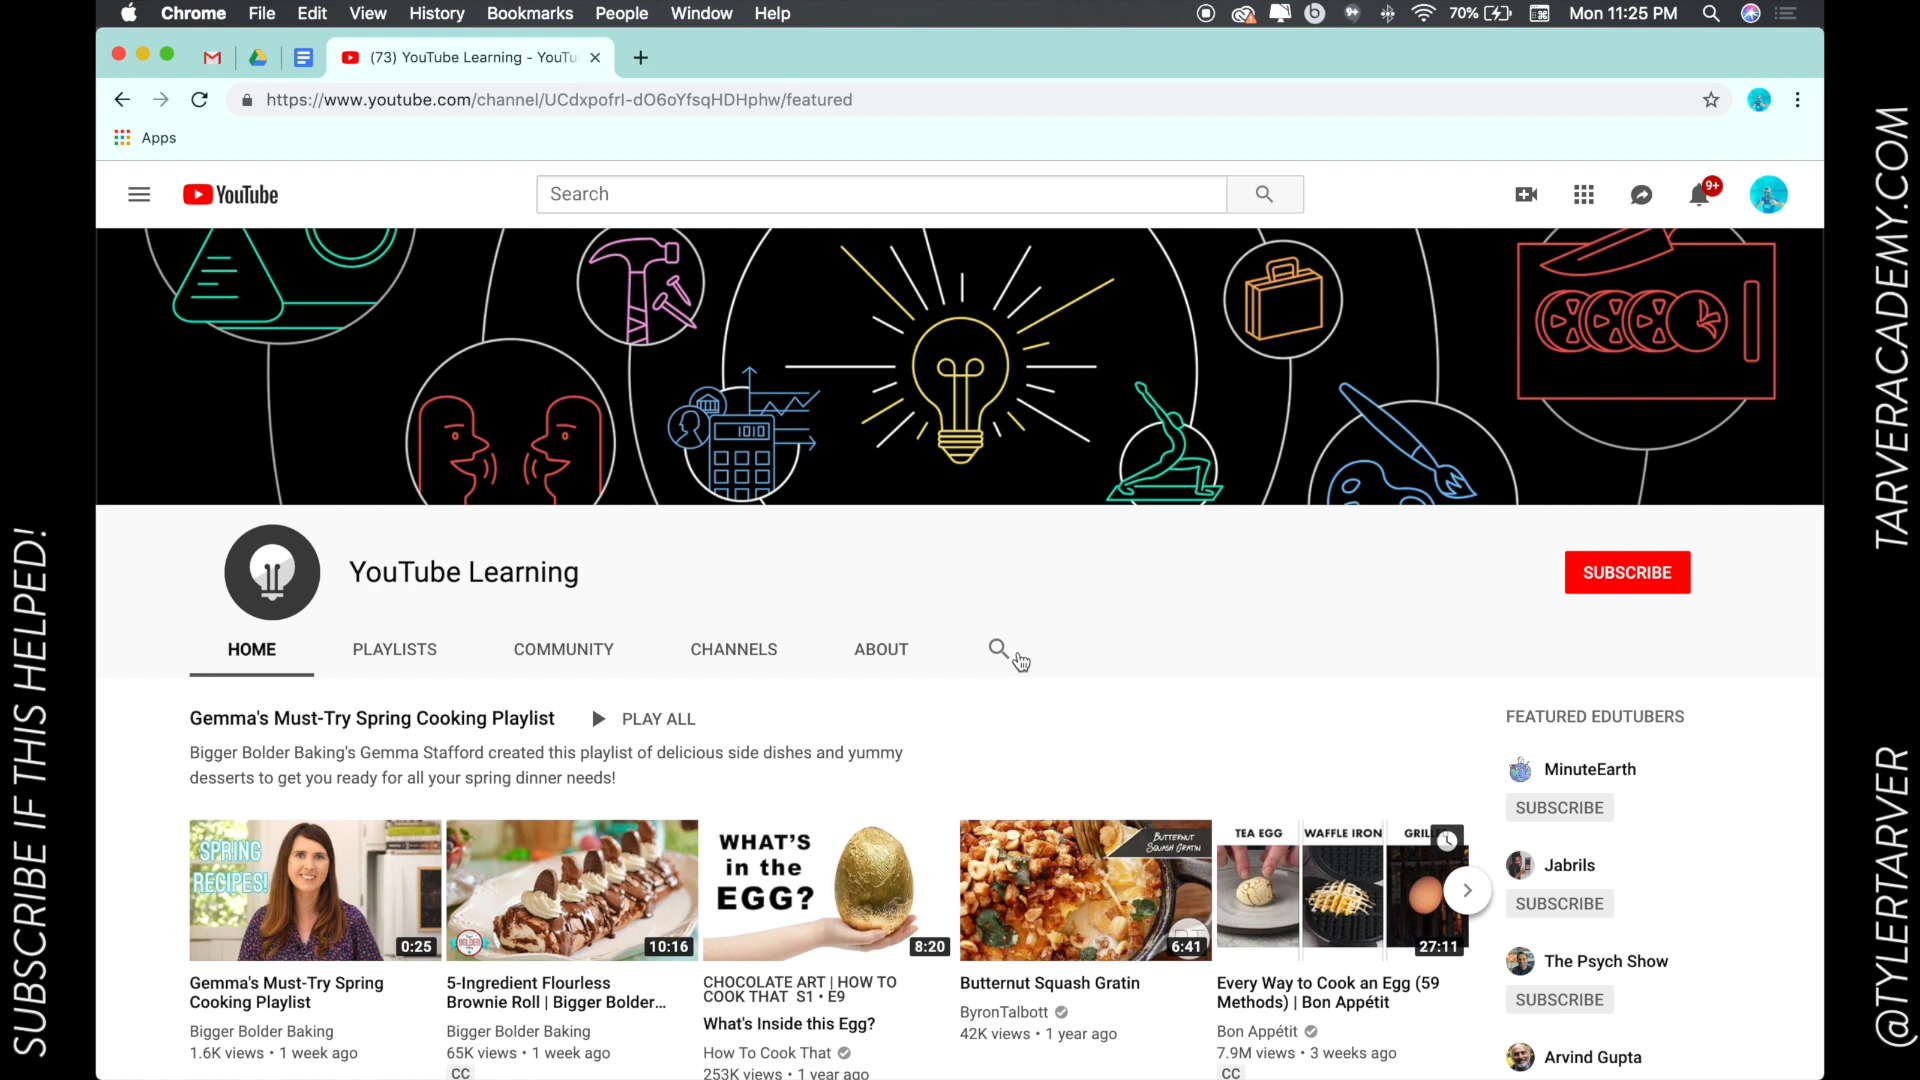 Chrome File Edit View History Bookmarks People Window Help
70% Mon 11:25 PM
(73) YouTube Learning - YouTu
https://www.youtube.com/channel/UCdxpofrI-dO6oYfsqHDHphw/featured
Apps
YouTube
Search
9+
1010
YouTube Learning
SUBSCRIBE
HOME PLAYLISTS COMMUNITY CHANNELS ABOUT
Gemma's Must-Try Spring Cooking Playlist PLAY ALL
Bigger Bolder Baking's Gemma Stafford created this playlist of delicious side dishes and yummy
desserts to get you ready for all your spring dinner needs!
SPRING
RECIPES!
0:25
Gemma's Must-Try Spring
Cooking Playlist
Bigger Bolder Baking
1.6K views • 1 week ago
BOLDER
10:16
5-Ingredient Flourless
Brownie Roll | Bigger Bolder...
Bigger Bolder Baking
65K views • 1 week ago
CC
WHAT'S
in the
EGG?
8:20
CHOCOLATE ART | HOW TO
COOK THAT S1 • E9
What's Inside this Egg?
How To Cook That
253K views • 1 year ago
BUTTERNUT
SQUASH GRATIN
6:41
Butternut Squash Gratin
ByronTalbott
42K views • 1 year ago
TEA EGG WAFFLE IRON GRILL
27:11
Every Way to Cook an Egg (59
Methods) | Bon Appétit
Bon Appétit
7.9M views • 3 weeks ago
CC
FEATURED EDUTUBERS
MinuteEarth
SUBSCRIBE
Jabrils
SUBSCRIBE
The Psych Show
SUBSCRIBE
Arvind Gupta
SUBSCRIBE IF THIS HELPED!
TARVERACADEMY.COM
@TYLERTARVER